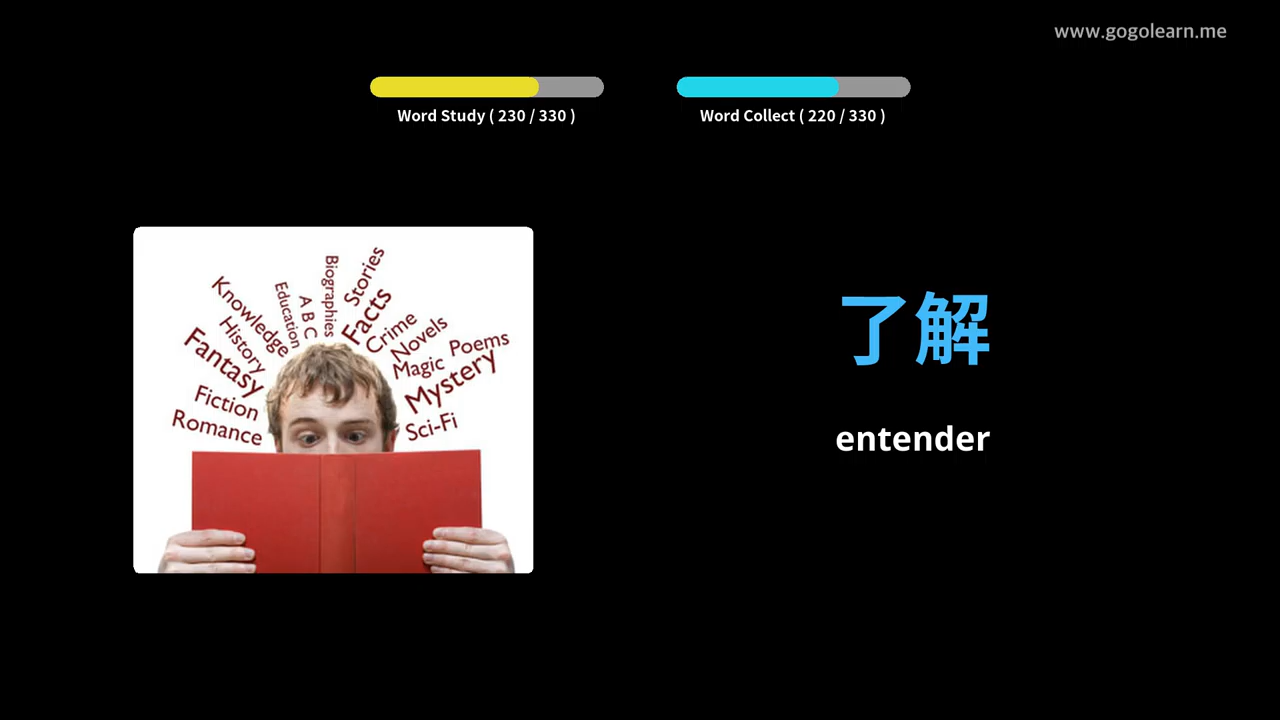 www.gogolearn.me
Word Study ( 230 / 330 )
Word Collect ( 220 / 330 )
Biographies
Stories
Education
A B C
Facts
Knowledge
Crime
History
Novels
Fantasy
Magic
Poems
Mystery
Fiction
Romance
Sci-Fi
了解
entender